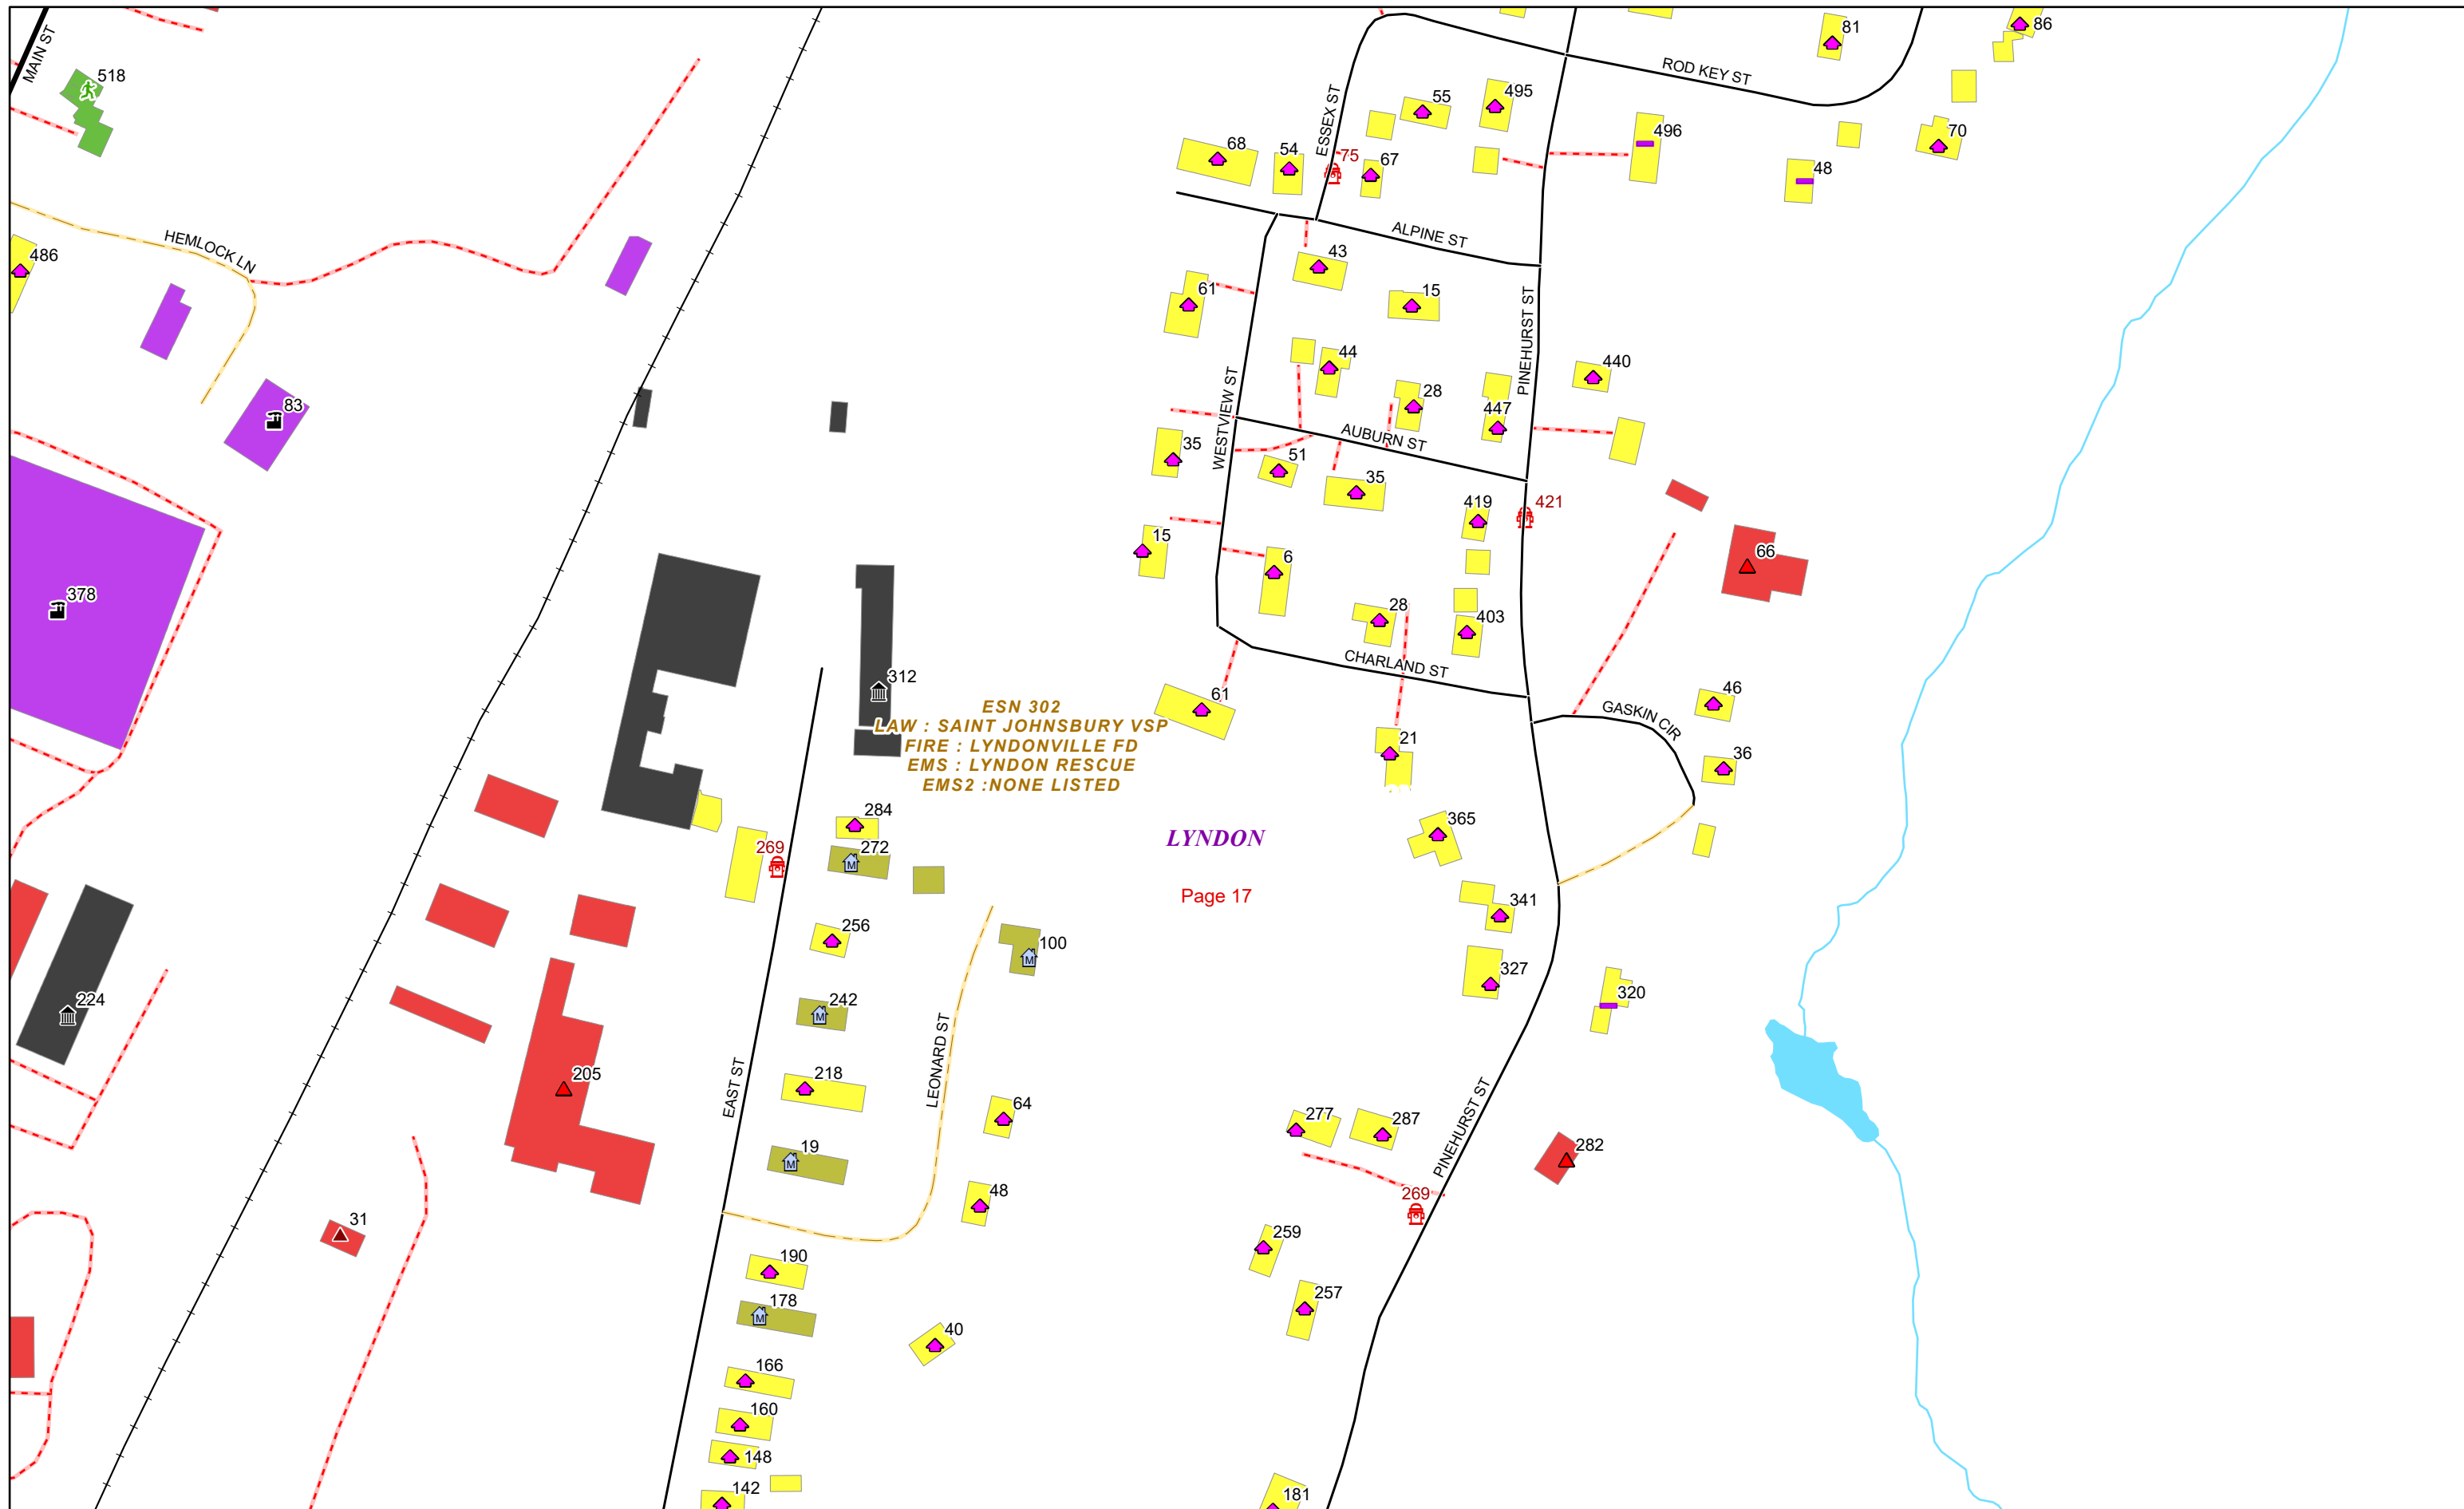 MAIN ST
518
HEMLOCK LN
486
83
378
224
31
205
312
ESN 302
LAW : SAINT JOHNSBURY VSP
FIRE : LYNDONVILLE FD
EMS : LYNDON RESCUE
EMS2 :NONE LISTED
LYNDON
Page 17
284
269
272
M
256
100
M
242
M
218
64
EAST ST
LEONARD ST
19
M
48
190
178
M
40
166
160
148
142
81
86
ROD KEY ST
ESSEX ST
55
495
496
70
68
54
75
67
48
ALPINE ST
43
61
15
PINEHURST ST
44
28
440
447
WESTVIEW ST
AUBURN ST
35
51
35
419
421
15
6
66
28
403
CHARLAND ST
61
46
GASKIN CIR
21
36
365
341
327
320
277
287
PINEHURST ST
282
269
259
257
181